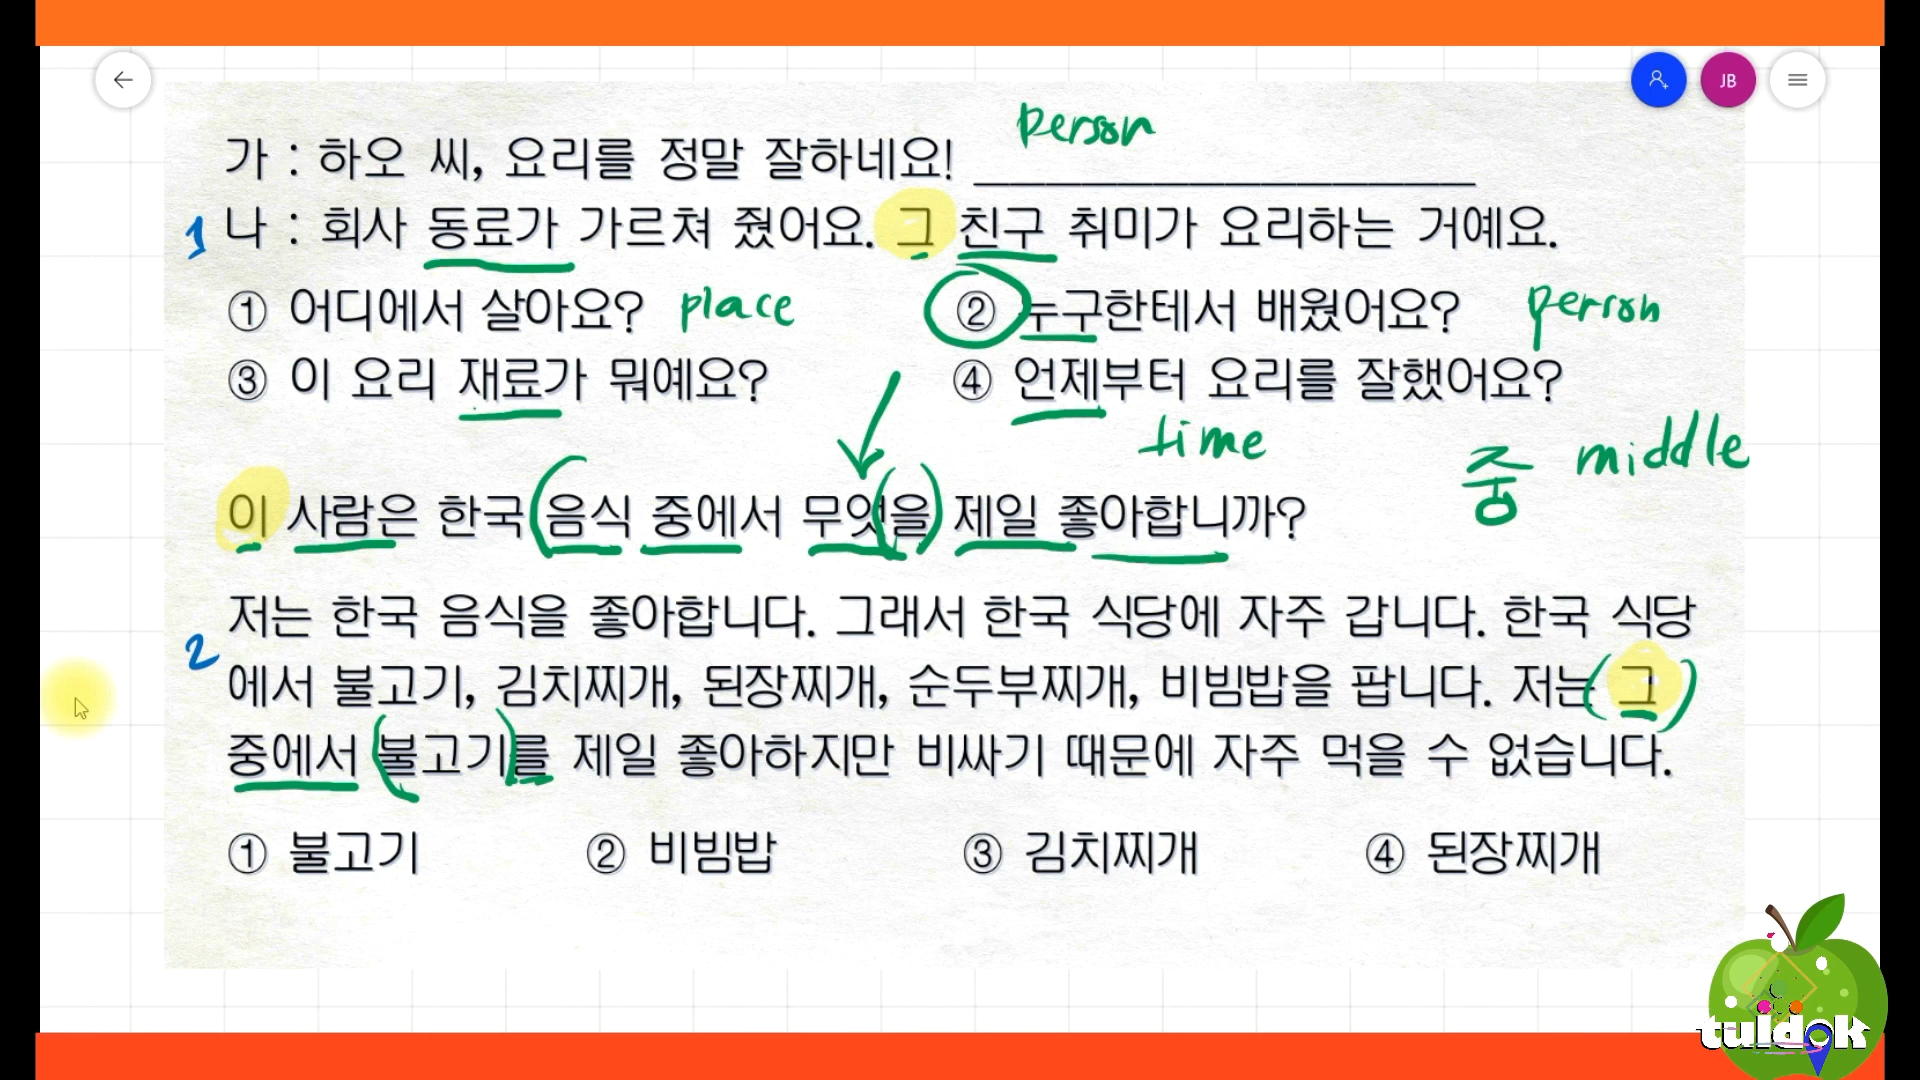 JB
person
가 : 하오 씨, 요리를 정말 잘하네요! ____________________
1 나 : 회사 동료가 가르쳐 줬어요. 그 친구 취미가 요리하는 거예요.
① 어디에서 살아요? place ② 누구한테서 배웠어요? person
③ 이 요리 재료가 뭐예요? ④ 언제부터 요리를 잘했어요?
time 중 middle
이 사람은 한국 음식 중에서 무엇을 제일 좋아합니까?
저는 한국 음식을 좋아합니다. 그래서 한국 식당에 자주 갑니다. 한국 식당
2 에서 불고기, 김치찌개, 된장찌개, 순두부찌개, 비빔밥을 팝니다. 저는 그
중에서 불고기를 제일 좋아하지만 비싸기 때문에 자주 먹을 수 없습니다.
① 불고기 ② 비빔밥 ③ 김치찌개 ④ 된장찌개
tuldok